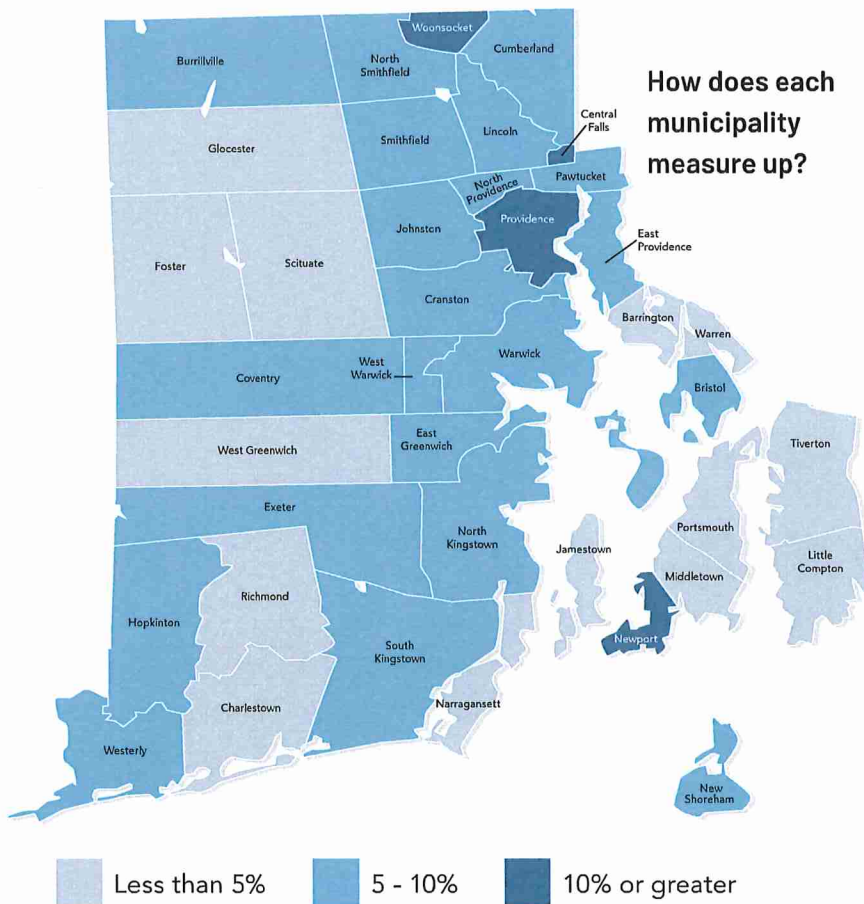 Woonsocket
Burrillville
North
Smithfield
Cumberland
How does each
municipality
measure up?
Central
Falls
Glocester
Smithfield
Lincoln
North
Providence
Pawtucket
Providence
Johnston
East
Providence
Foster
Scituate
Cranston
Barrington
Warren
West
Warwick
Warwick
Coventry
Bristol
East
Greenwich
West Greenwich
Tiverton
Exeter
Portsmouth
North
Kingstown
Jamestown
Little
Compton
Middletown
Richmond
Hopkinton
South
Kingstown
Newport
Charlestown
Narragansett
Westerly
New
Shoreham
Less than 5%
5 - 10%
10% or greater